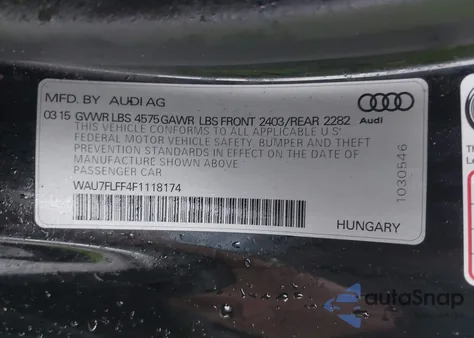 MFD. BY AUDI AG
Audi
03 15 GVWR LBS 4575 GAWR LBS FRONT 2403/REAR 2282
THIS VEHICLE CONFORMS TO ALL APPLICABLE U.S'
FEDERAL MOTOR VEHICLE SAFETY, BUMPER AND THEFT
PREVENTION STANDARDS IN EFFECT ON THE DATE OF
MANUFACTURE SHOWN ABOVE
PASSENGER CAR
WAU7FLFF4F1118174
HUNGARY
1030546
autoSnap